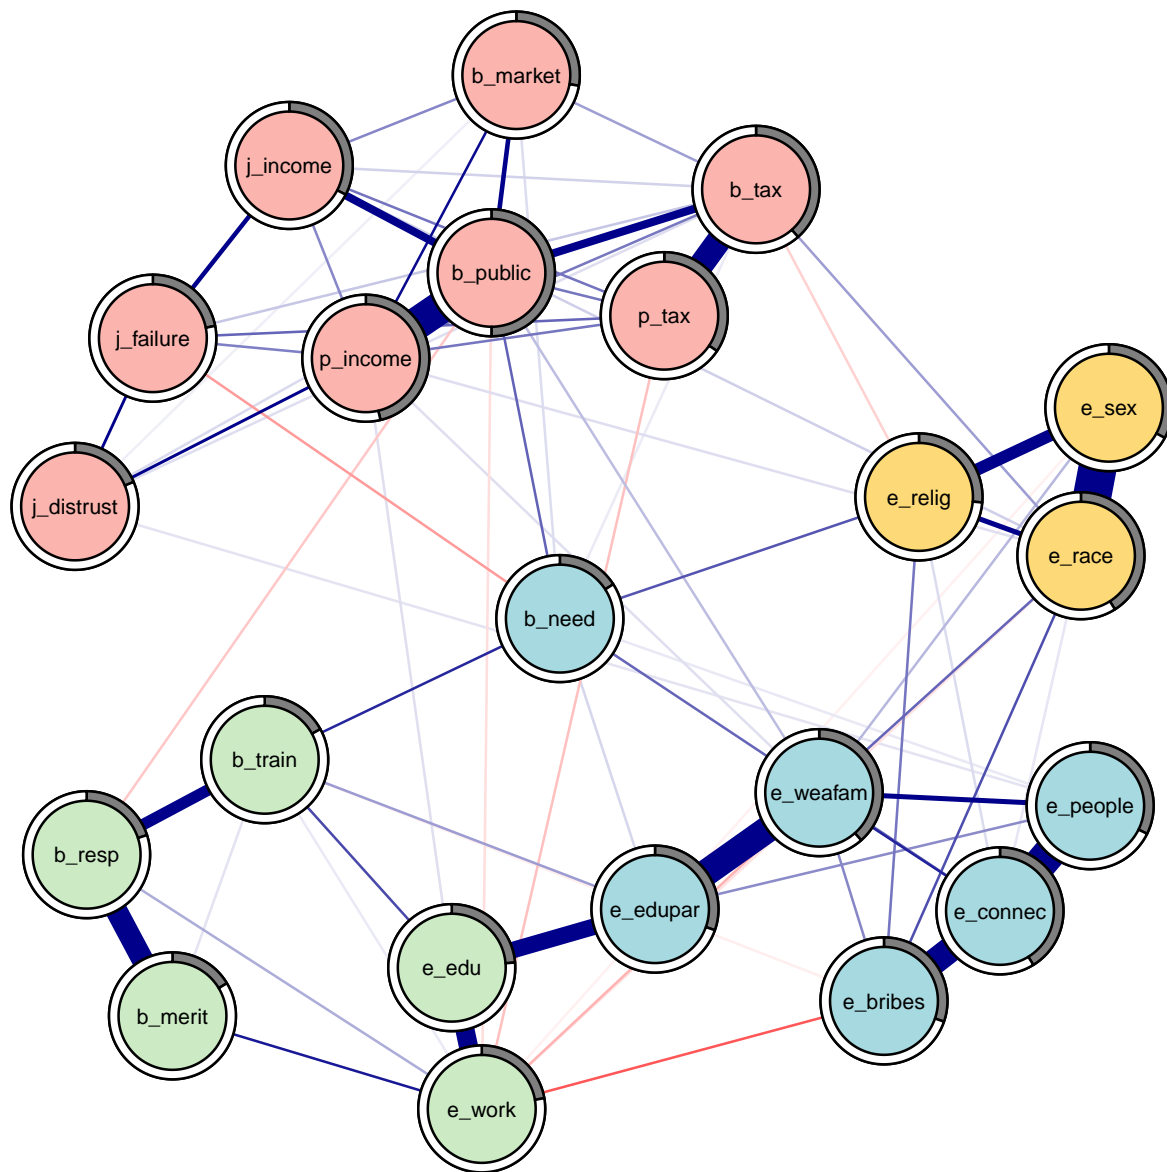 b_market
j_income
b_tax
b_public
p_tax
j_failure
p_income
e_sex
e_relig
j_distrust
e_race
b_need
b_train
e_weafam
e_people
b_resp
e_edupar
e_connec
e_edu
e_bribes
b_merit
e_work